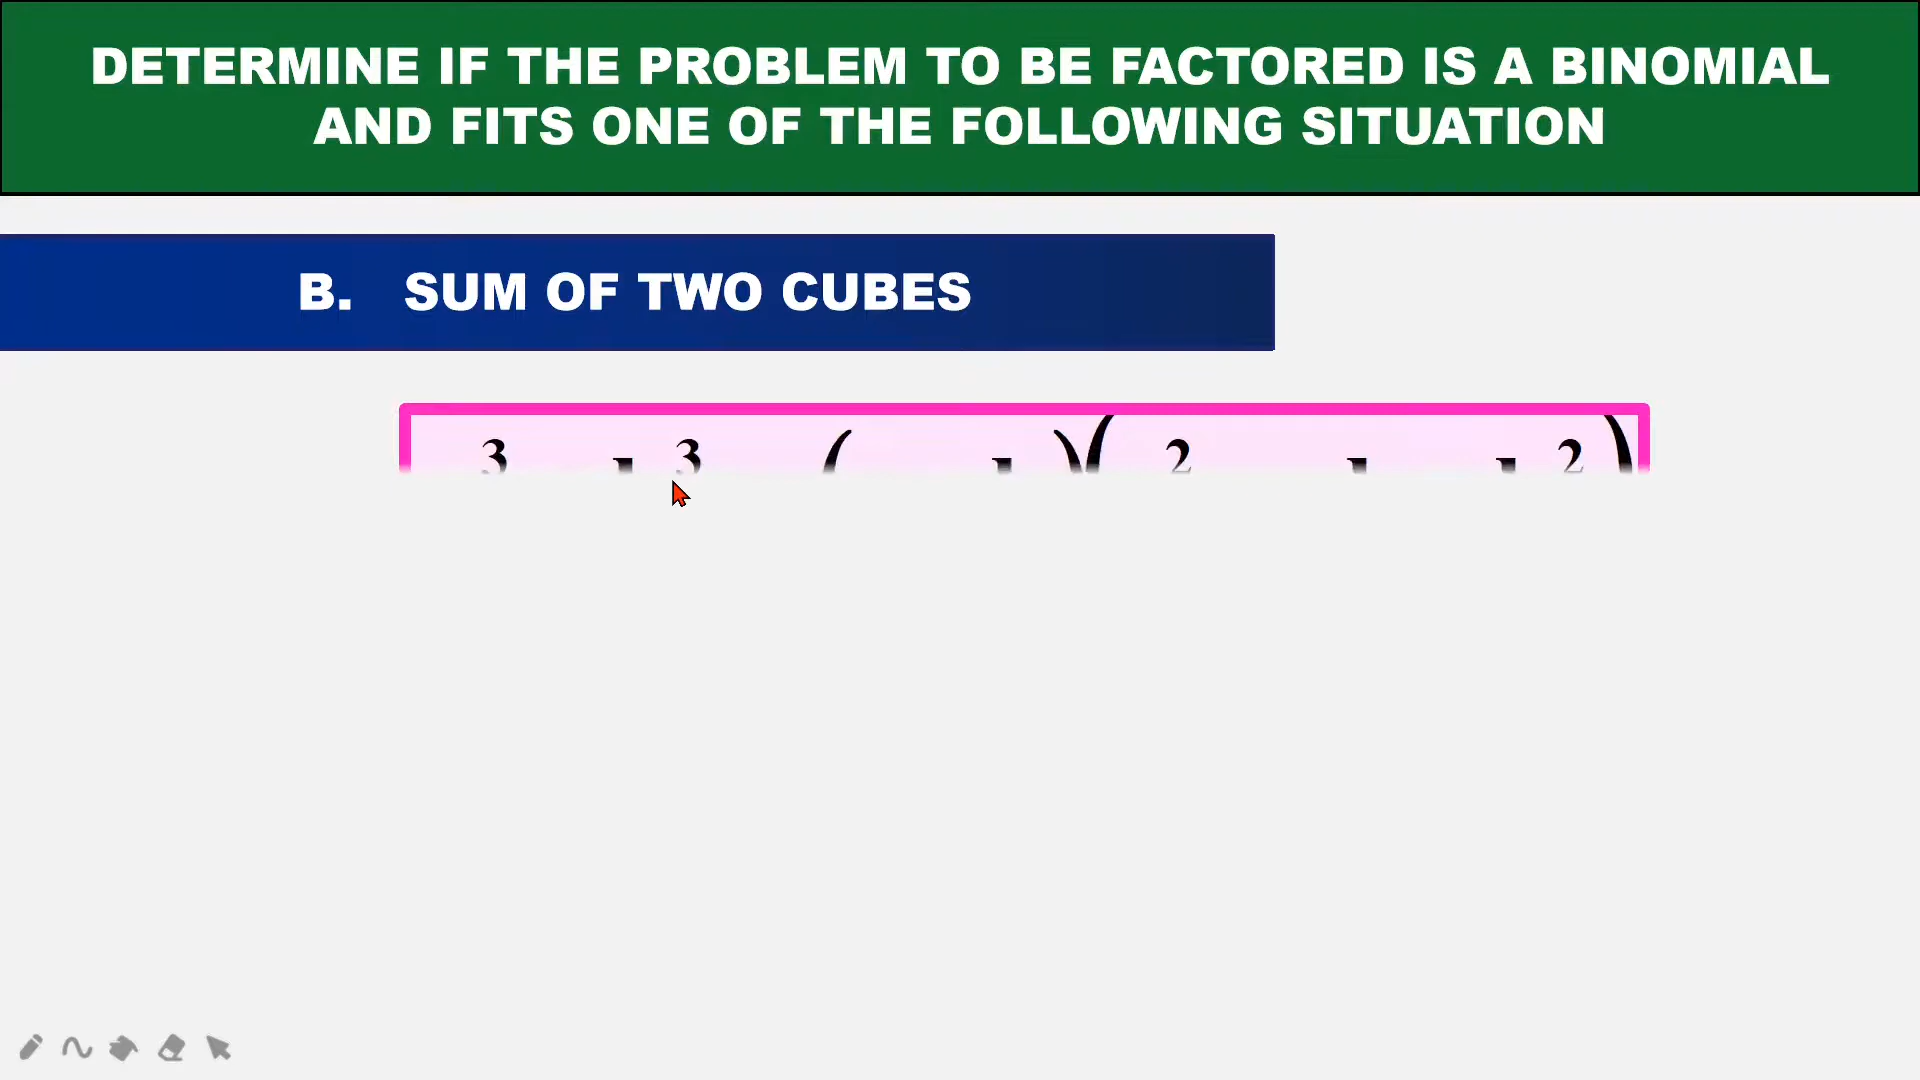 DETERMINE IF THE PROBLEM TO BE FACTORED IS A BINOMIAL
AND FITS ONE OF THE FOLLOWING SITUATION
B. SUM OF TWO CUBES